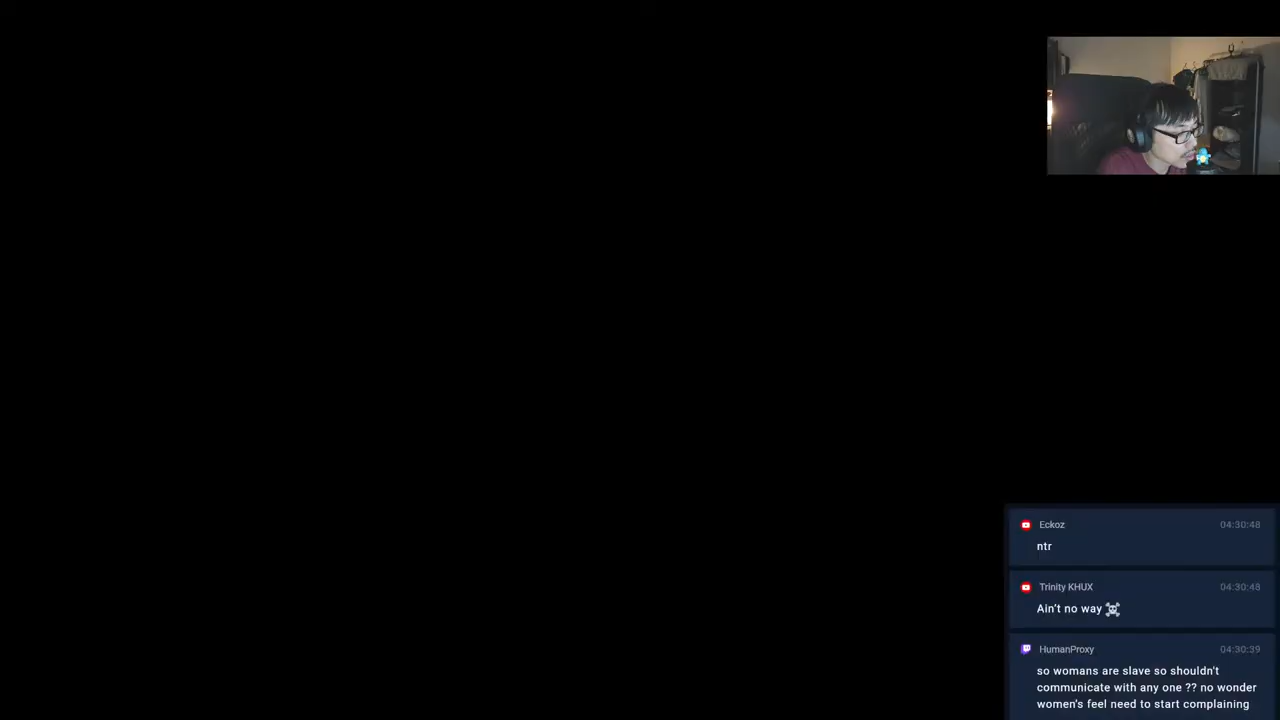 Eckoz 04:30:48
ntr
Trinity KHUX 04:30:48
Ain't no way ☠️
HumanProxy 04:30:39
so womans are slave so shouldn't
communicate with any one ?? no wonder
women's feel need to start complaining